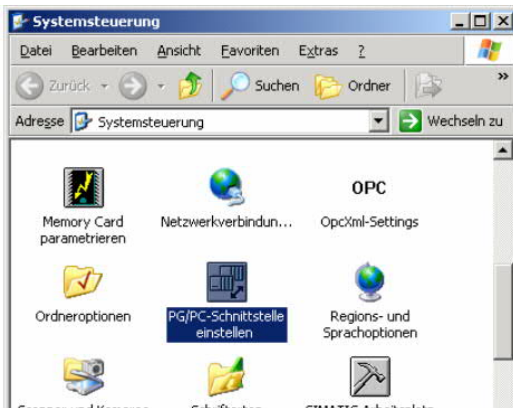 Systemsteuerung
Datei Bearbeiten Ansicht Favoriten Extras ?
Zurück Suchen Ordner »
Adresse Systemsteuerung Wechseln zu
Memory Card parametrieren
Netzwerkverbindun...
OPC
OpcXml-Settings
Ordneroptionen
PG/PC-Schnittstelle einstellen
Regions- und Sprachoptionen